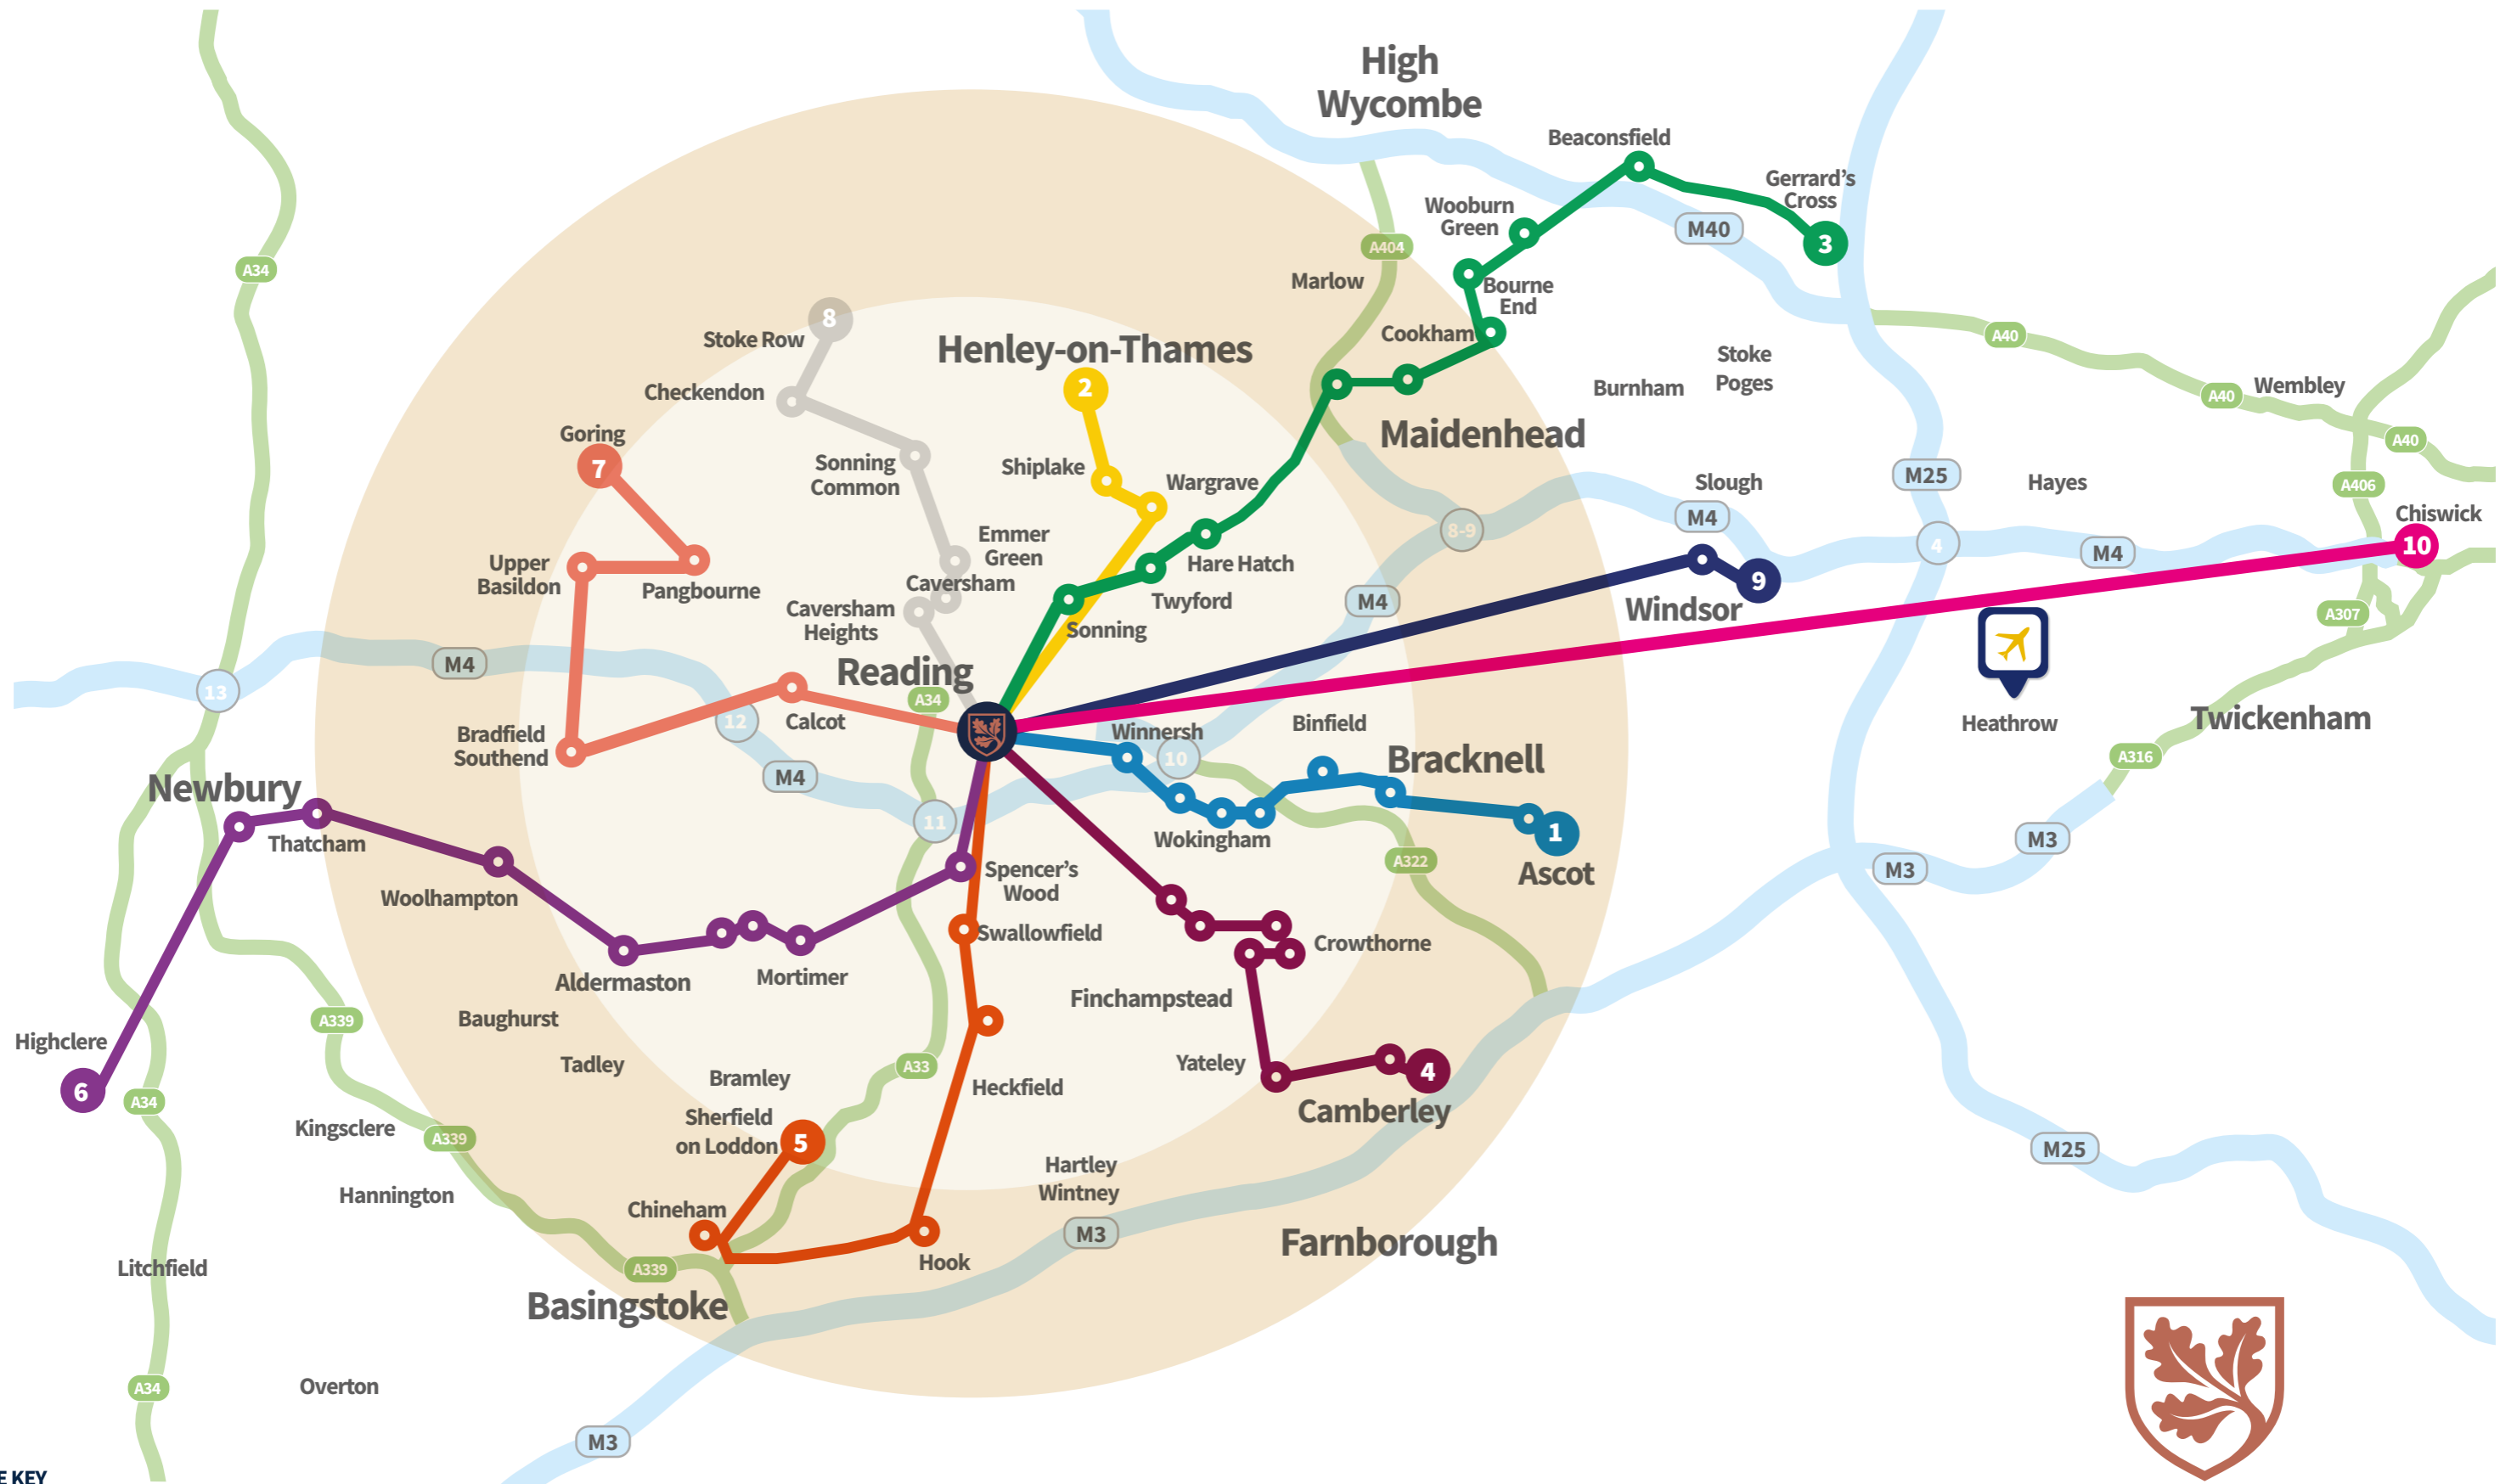 High
Wycombe
Beaconsfield
Gerrard's
Cross
Wooburn
Green
M40
3
A404
A34
Marlow
Bourne
End
8
Stoke Row
Henley-on-Thames
Cookham
A40
Stoke
Poges
Checkendon
2
Burnham
A40
Wembley
Goring
Maidenhead
A40
7
Sonning
Common
Shiplake
Wargrave
Slough
M25
Hayes
A406
M4
Chiswick
8-9
4
M4
10
Emmer
Green
Hare Hatch
Upper
Basildon
Pangbourne
Caversham
9
Twyford
M4
Windsor
Caversham
Heights
Sonning
A307
M4
Reading
13
A34
12
Calcot
Winnersh
Binfield
Heathrow
Twickenham
Bradfield
Southend
10
Bracknell
A316
M4
Newbury
11
Wokingham
1
M3
Thatcham
A322
Ascot
M3
Spencer's
Wood
Woolhampton
Swallowfield
Crowthorne
Aldermaston
Mortimer
Finchampstead
A339
Baughurst
Highclere
Tadley
A33
Yateley
4
6
Bramley
Heckfield
A34
Camberley
Sherfield
on Loddon
5
Kingsclere
A339
M25
Hartley
Wintney
Hannington
Chineham
M3
Farnborough
Litchfield
A339
Hook
Basingstoke
A34
Overton
M3
E KEY